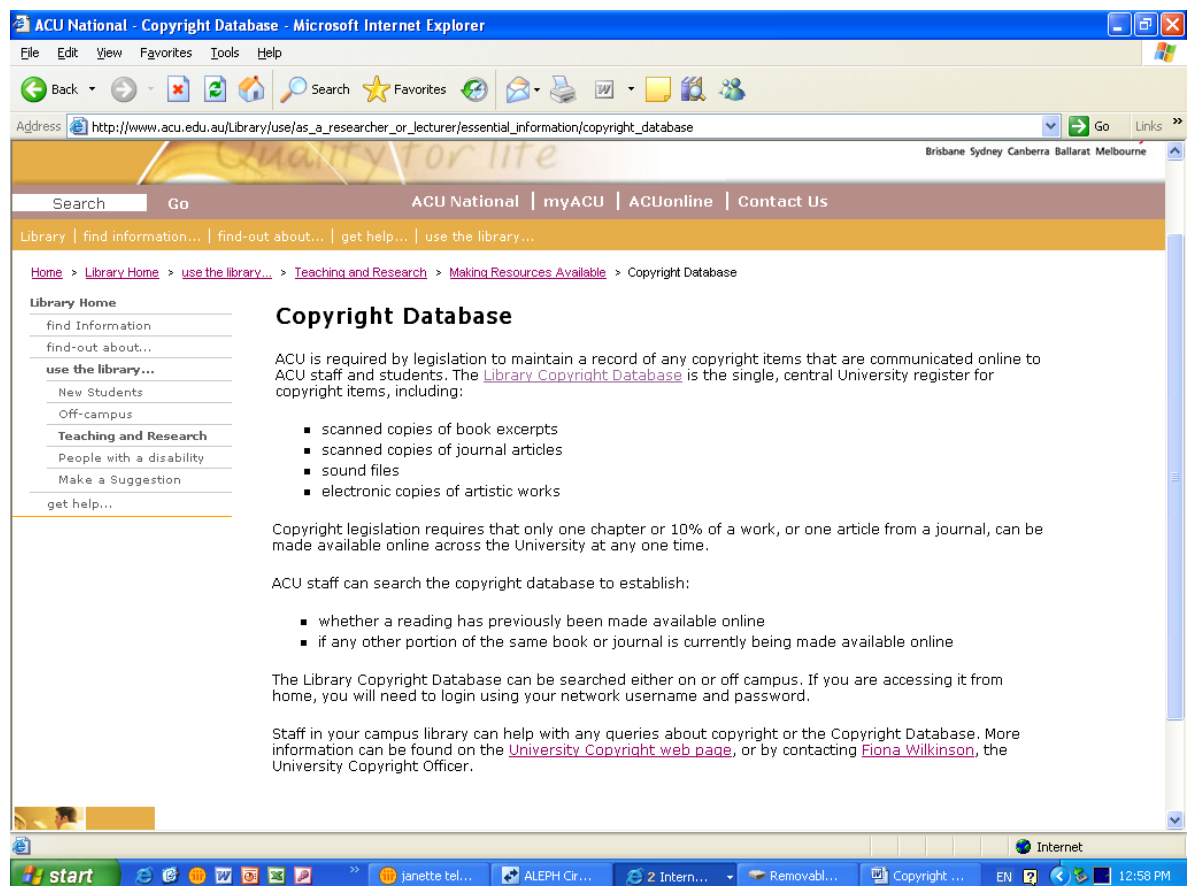 ACU National - Copyright Database - Microsoft Internet Explorer
File Edit View Favorites Tools Help
Back Search Favorites
Address http://www.acu.edu.au/Library/use/as_a_researcher_or_lecturer/essential_information/copyright_database Go Links »
Quality for life
Brisbane Sydney Canberra Ballarat Melbourne
Search Go ACU National | myACU | ACUonline | Contact Us
Library | find information... | find-out about... | get help... | use the library...
Home > Library Home > use the library... > Teaching and Research > Making Resources Available > Copyright Database
Library Home
find Information
find-out about...
use the library...
New Students
Off-campus
Teaching and Research
People with a disability
Make a Suggestion
get help...
Copyright Database
ACU is required by legislation to maintain a record of any copyright items that are communicated online to
ACU staff and students. The Library Copyright Database is the single, central University register for
copyright items, including:
▪ scanned copies of book excerpts
▪ scanned copies of journal articles
▪ sound files
▪ electronic copies of artistic works
Copyright legislation requires that only one chapter or 10% of a work, or one article from a journal, can be
made available online across the University at any one time.
ACU staff can search the copyright database to establish:
▪ whether a reading has previously been made available online
▪ if any other portion of the same book or journal is currently being made available online
The Library Copyright Database can be searched either on or off campus. If you are accessing it from
home, you will need to login using your network username and password.
Staff in your campus library can help with any queries about copyright or the Copyright Database. More
information can be found on the University Copyright web page, or by contacting Fiona Wilkinson, the
University Copyright Officer.
Internet
start » janette tel... ALEPH Cir... 2 Intern... Removabl... Copyright ... EN 12:58 PM